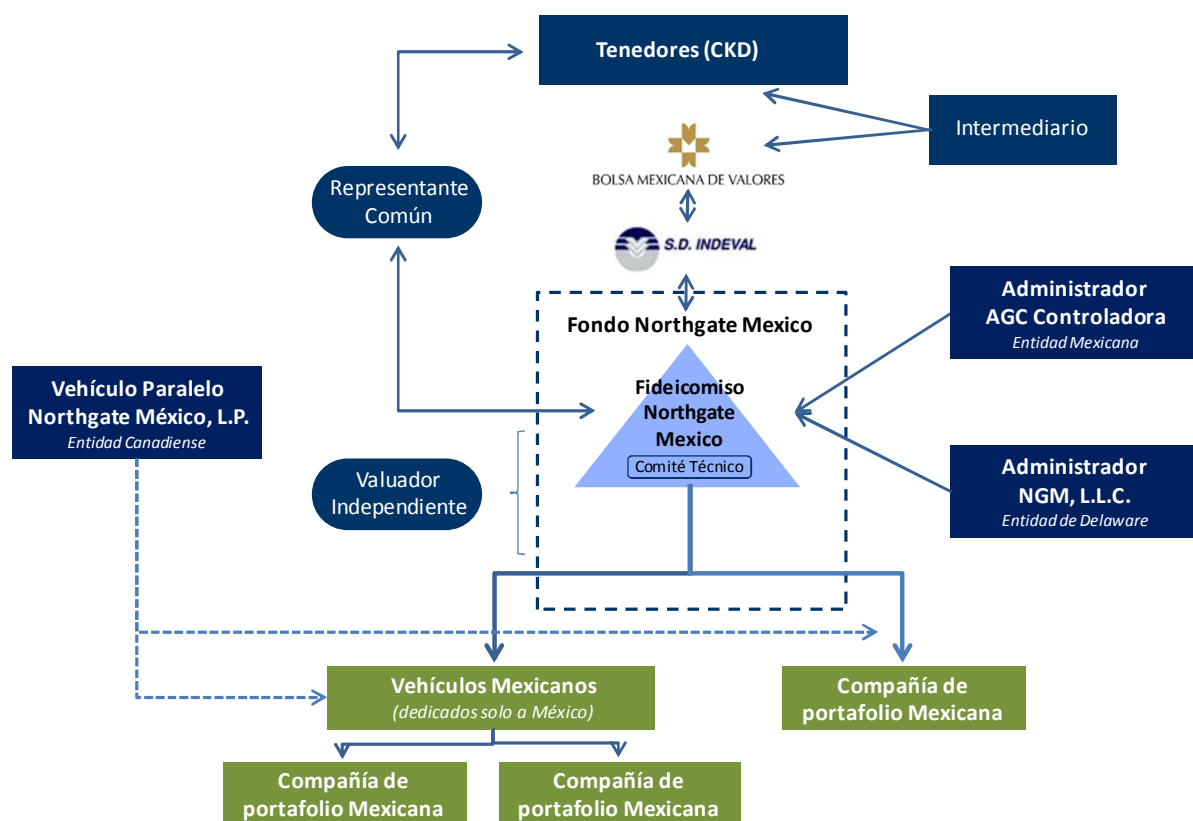 Tenedores (CKD)
Intermediario
BOLSA MEXICANA DE VALORES
Representante
Común
S.D. INDEVAL
Fondo Northgate Mexico
Administrador
AGC Controladora
Entidad Mexicana
Vehículo Paralelo
Northgate México, L.P.
Entidad Canadiense
Fideicomiso
Northgate
Mexico
Comité Técnico
Valuador
Independiente
Administrador
NGM, L.L.C.
Entidad de Delaware
Vehículos Mexicanos
(dedicados solo a México)
Compañía de
portafolio Mexicana
Compañía de
portafolio Mexicana
Compañía de
portafolio Mexicana